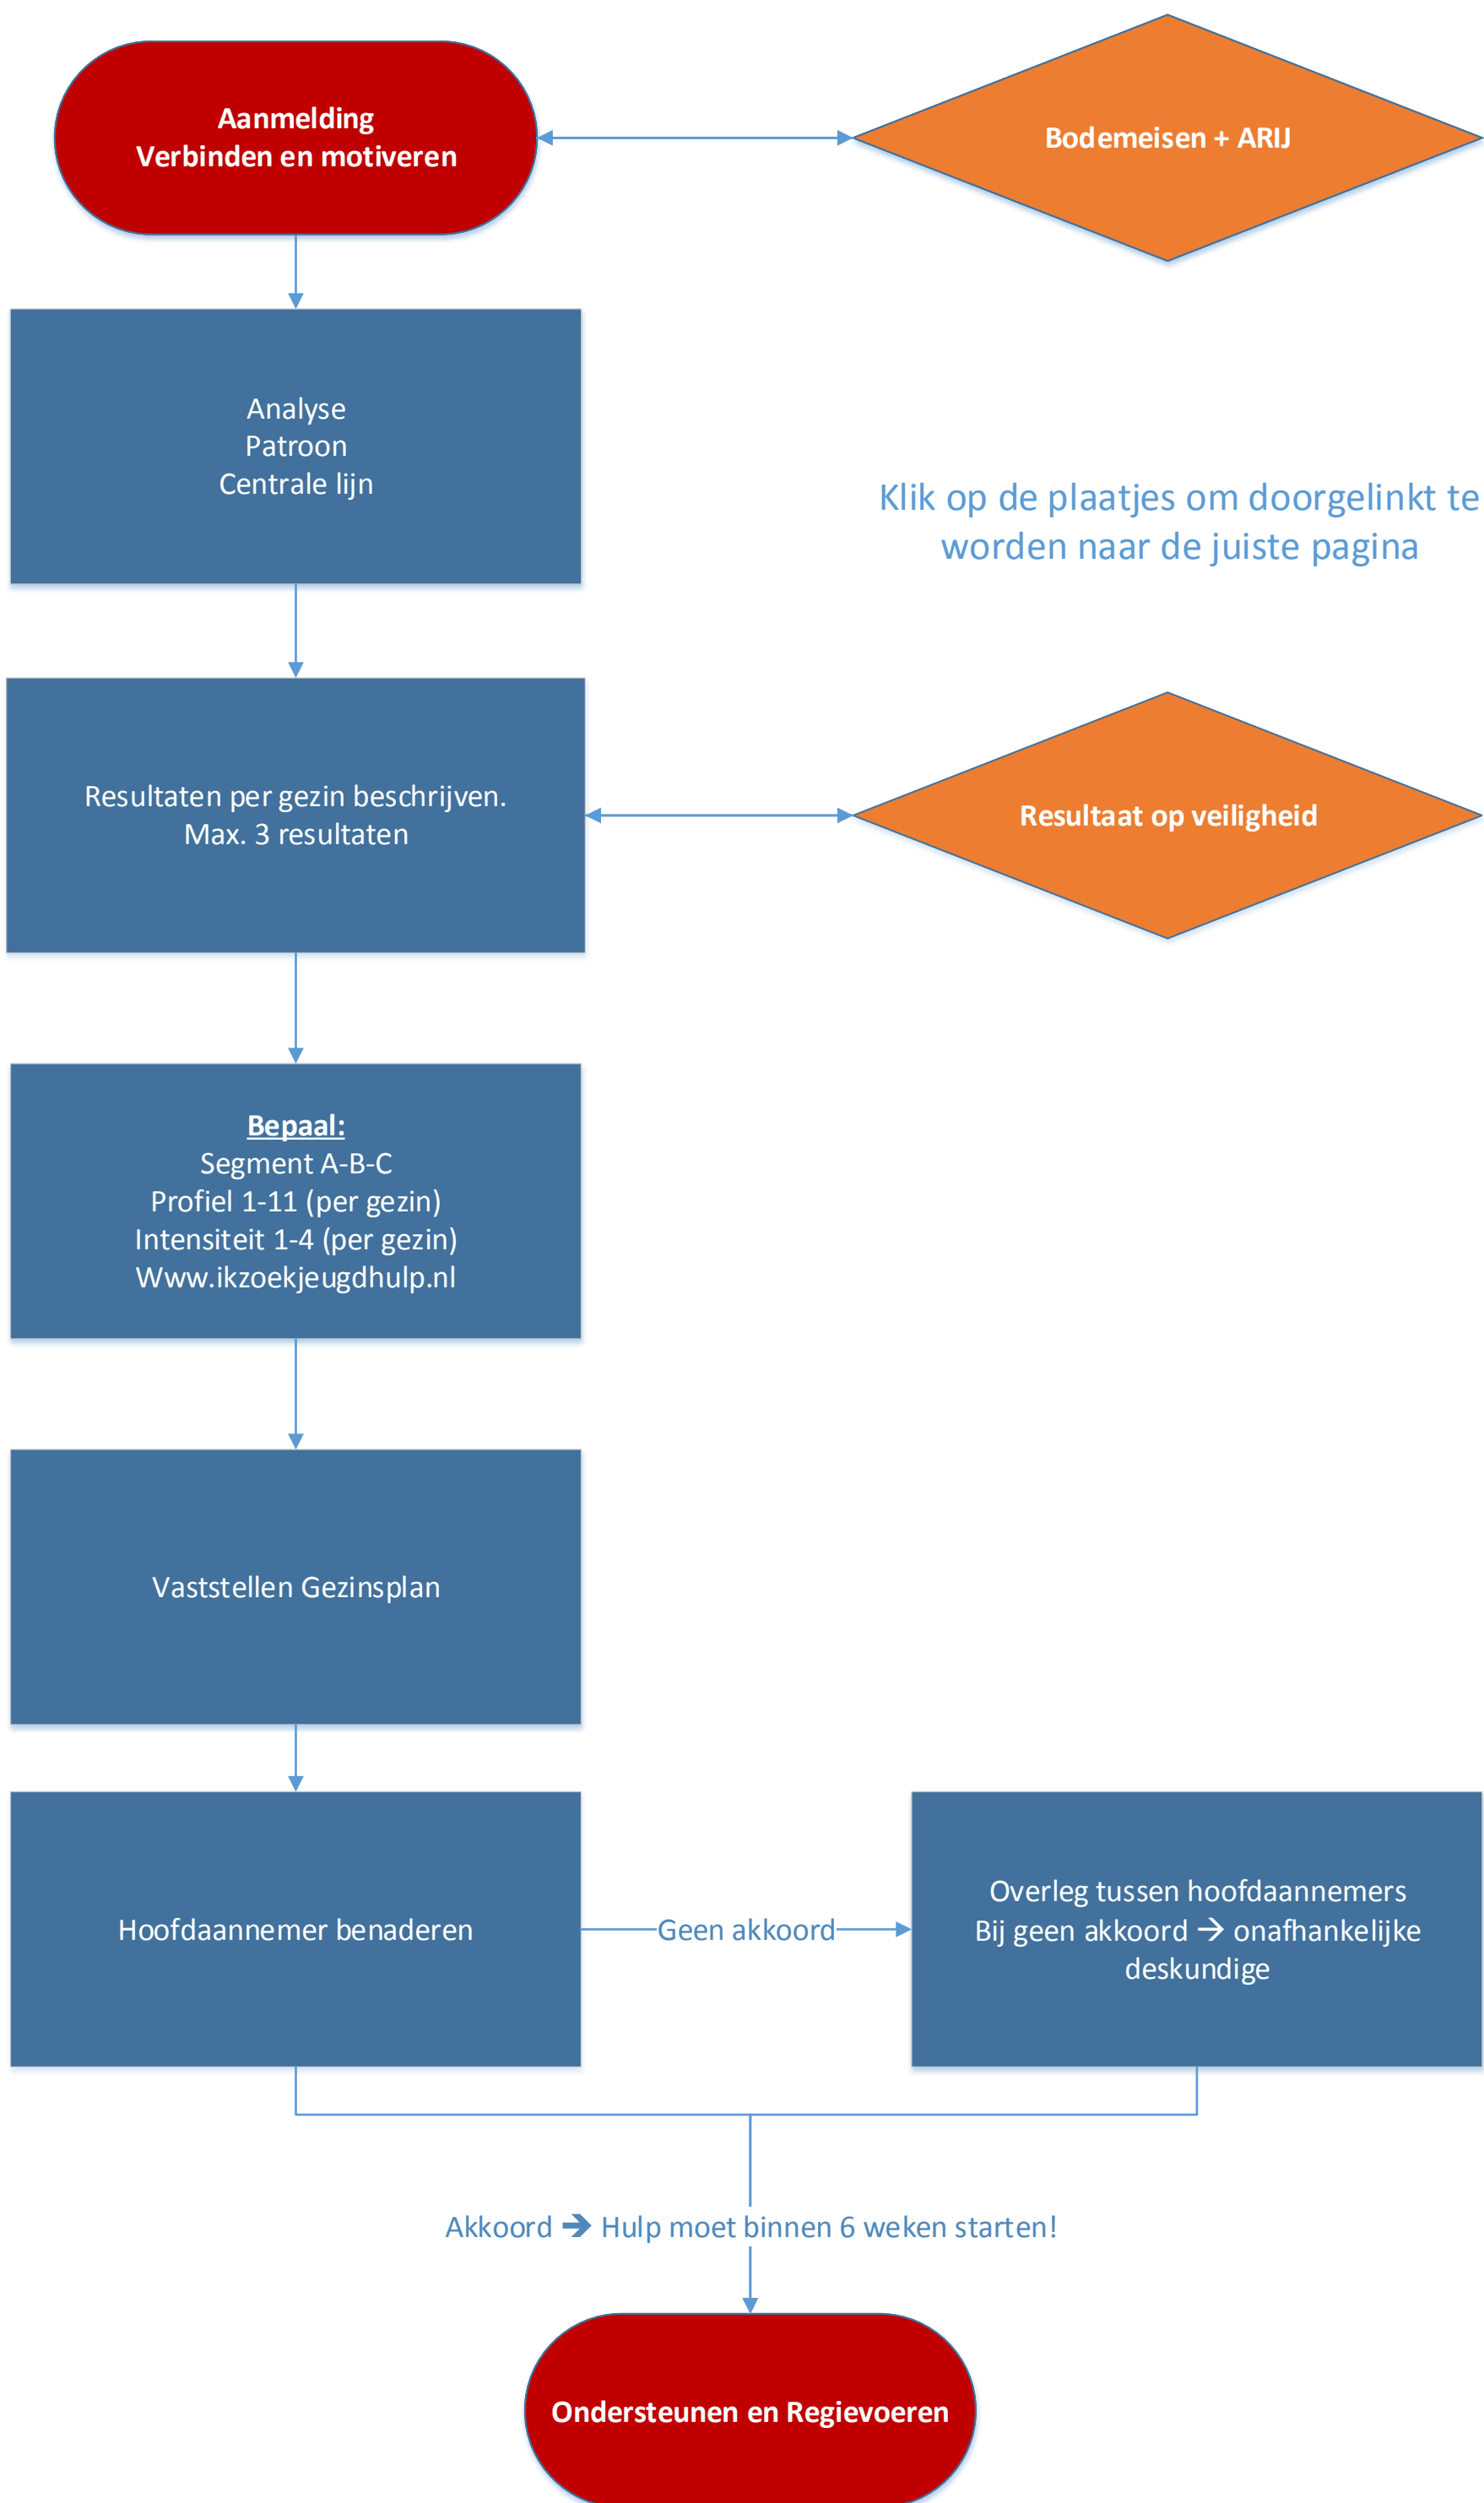 Aanmelding
Verbinden en motiveren
Bodemeisen + ARIJ
Analyse
Patroon
Centrale lijn
Klik op de plaatjes om doorgelinkt te
worden naar de juiste pagina
Resultaten per gezin beschrijven.
Max. 3 resultaten
Resultaat op veiligheid
Bepaal:
Segment A-B-C
Profiel 1-11 (per gezin)
Intensiteit 1-4 (per gezin)
Www.ikzoekjeugdhulp.nl
Vaststellen Gezinsplan
Hoofdaannemer benaderen
Geen akkoord
Overleg tussen hoofdaannemers
Bij geen akkoord → onafhankelijke
deskundige
Akkoord → Hulp moet binnen 6 weken starten!
Ondersteunen en Regievoeren